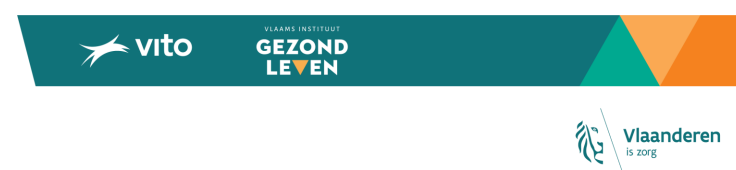 vito
VLAAMS INSTITUUT
GEZOND
LEVEN
Vlaanderen
is zorg